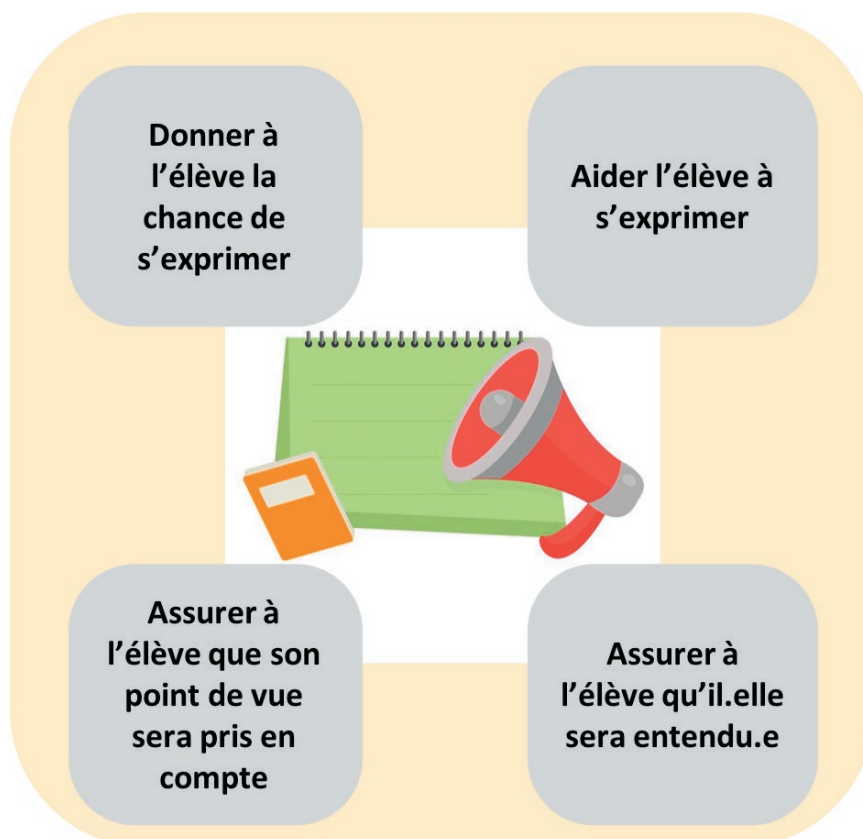 Donner à
l’élève la
chance de
s’exprimer
Aider l’élève à
s’exprimer
Assurer à
l’élève que son
point de vue
sera pris en
compte
Assurer à
l’élève qu’il.elle
sera entendu.e